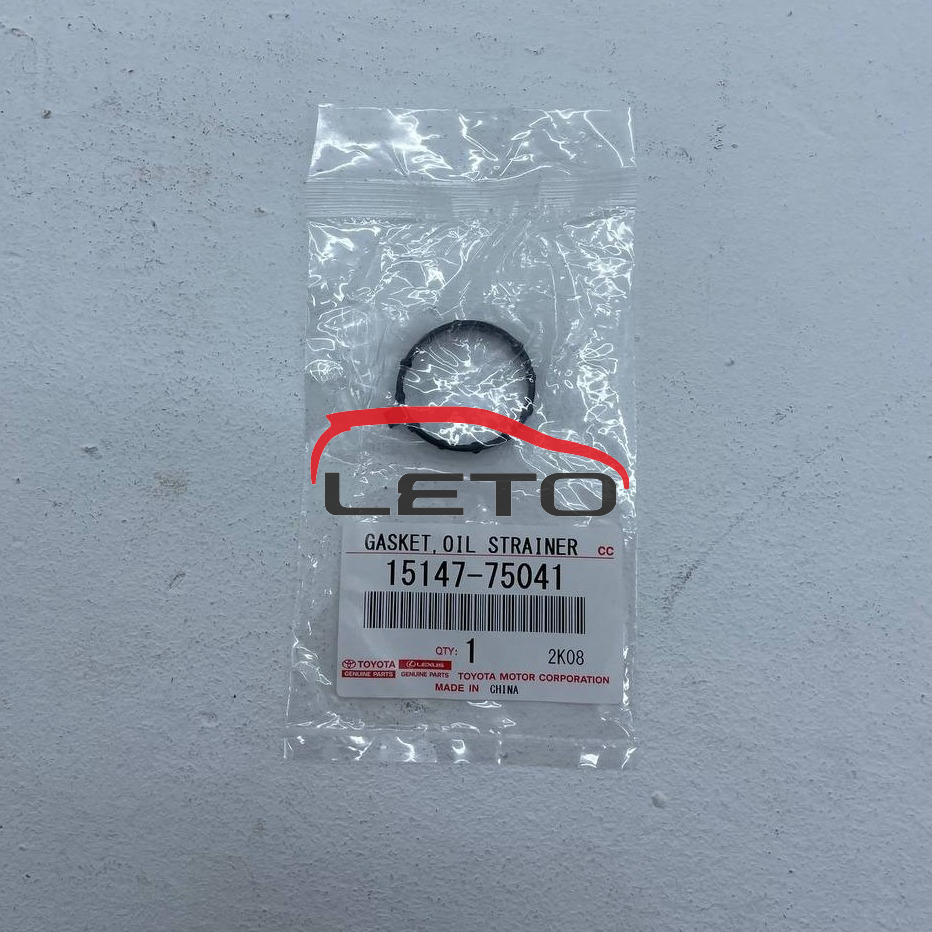 LETO
GASKET, OIL STRAINER CC
15147-75041
QTY: 1 2K08
TOYOTA LEXUS
GENUINE PARTS GENUINE PARTS TOYOTA MOTOR CORPORATION
MADE IN CHINA